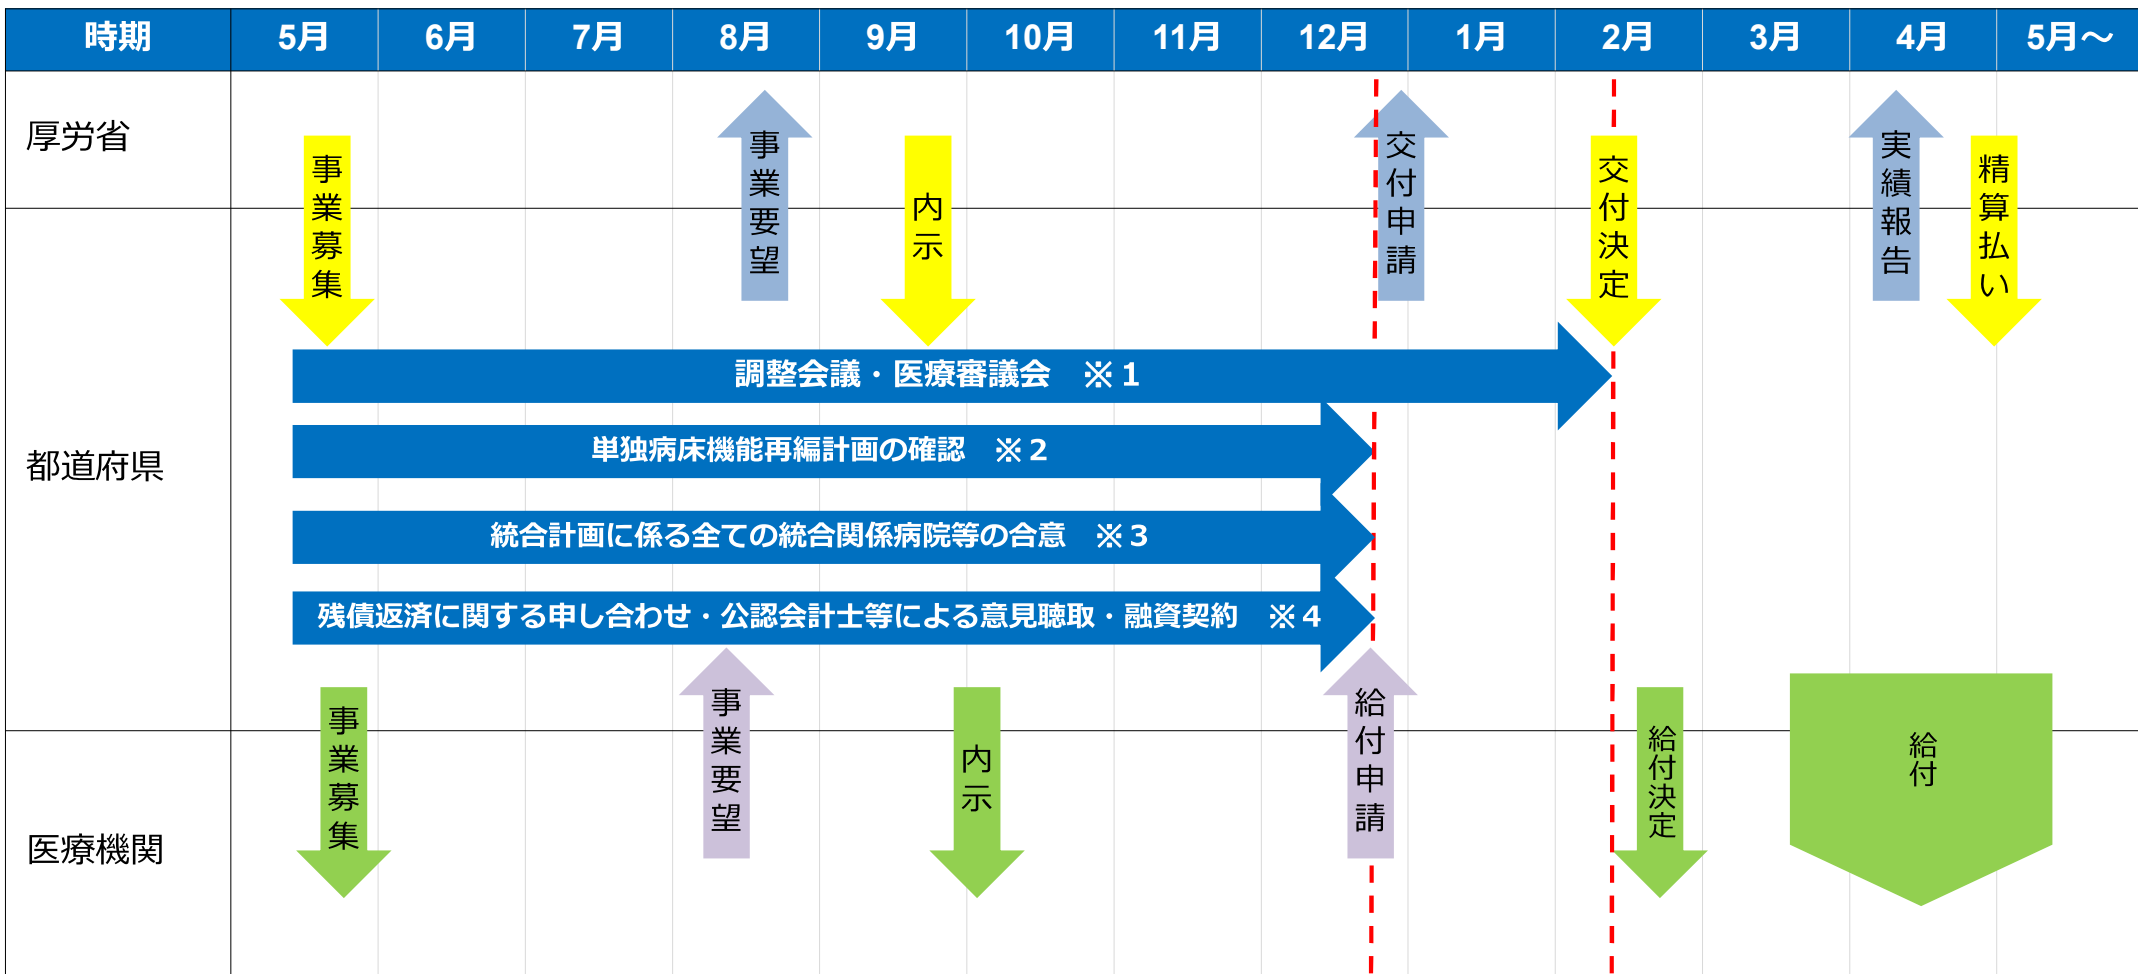 時期
5月
6月
7月
8月
9月
10月
11月
12月
1月
2月
3月
4月
5月～
厚労省
事業募集
事業要望
内示
交付申請
交付決定
実績報告
精算払い
都道府県
調整会議・医療審議会　※１
単独病床機能再編計画の確認　※２
統合計画に係る全ての統合関係病院等の合意　※３
残債返済に関する申し合わせ・公認会計士等による意見聴取・融資契約　※４
医療機関
事業募集
事業要望
内示
給付申請
給付決定
給付